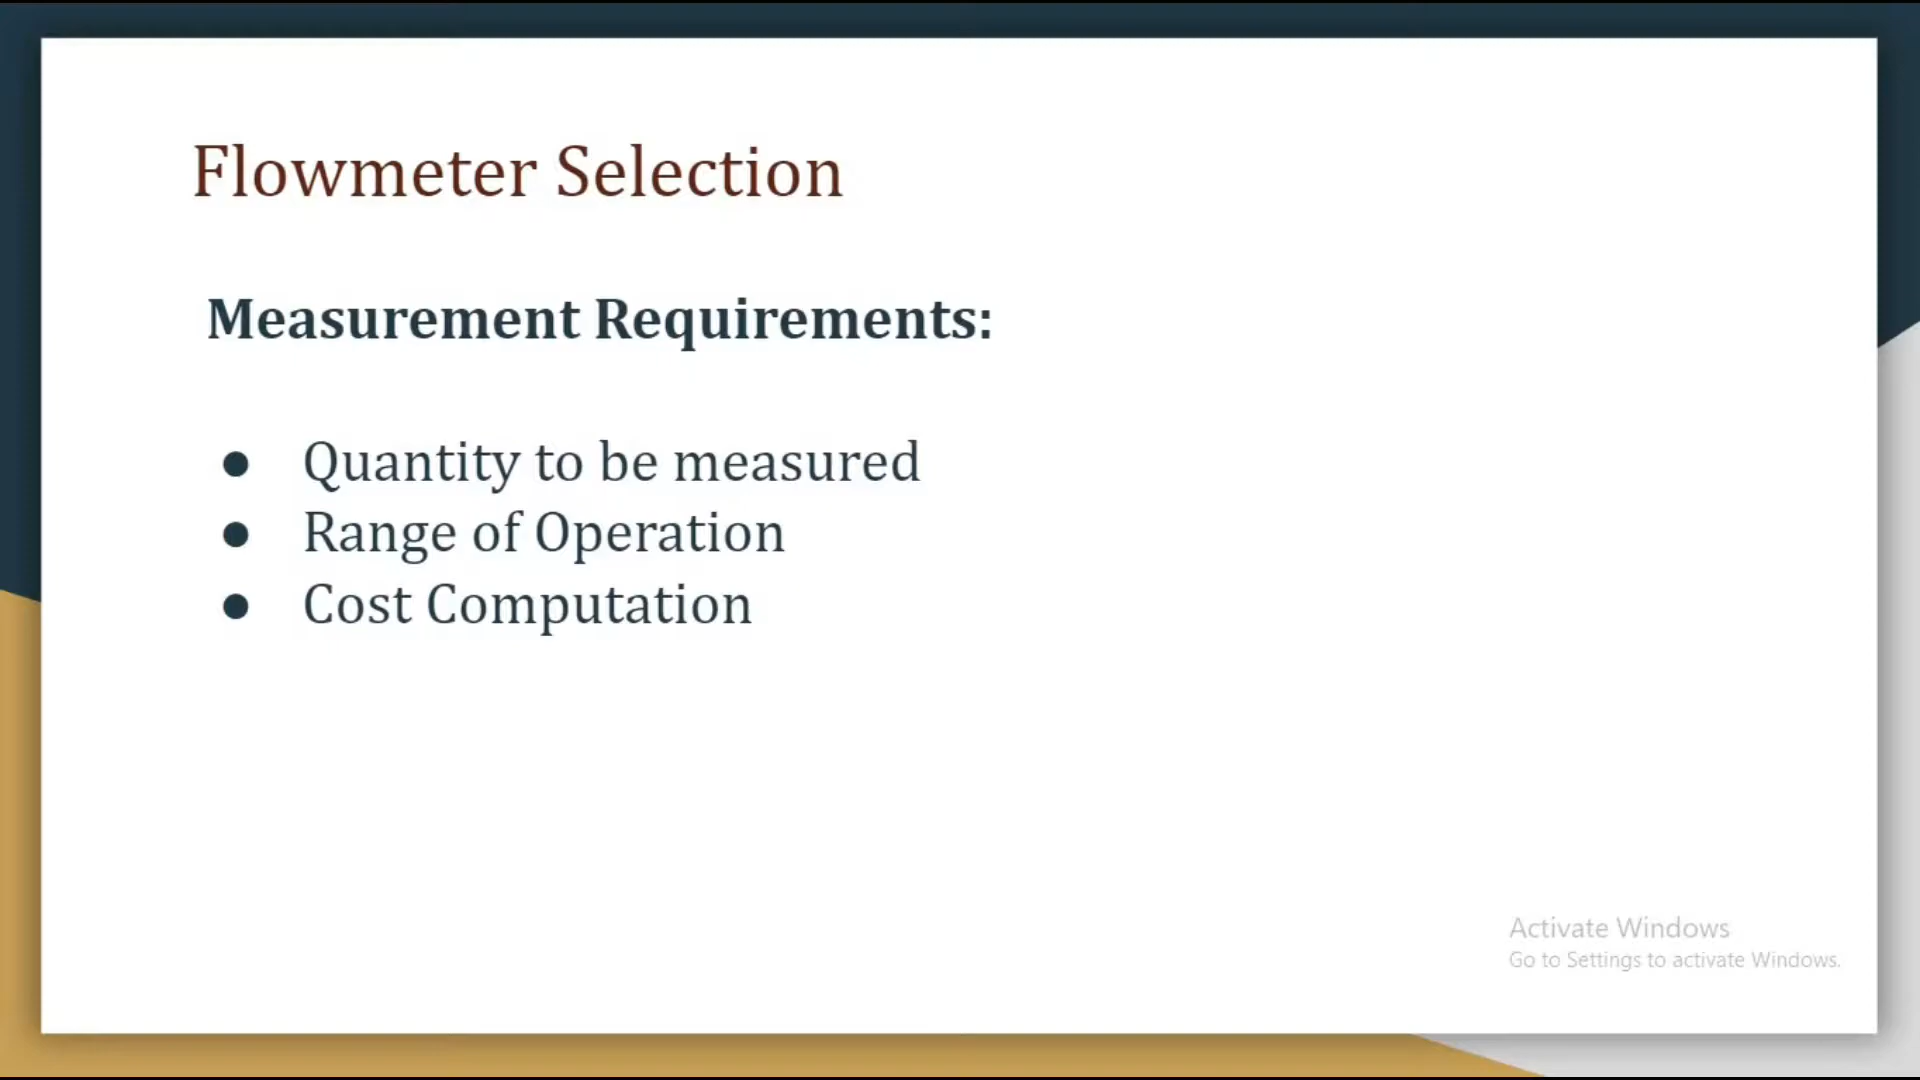 Flowmeter Selection
Measurement Requirements:
● Quantity to be measured
● Range of Operation
● Cost Computation
Activate Windows
Go to Settings to activate Windows.